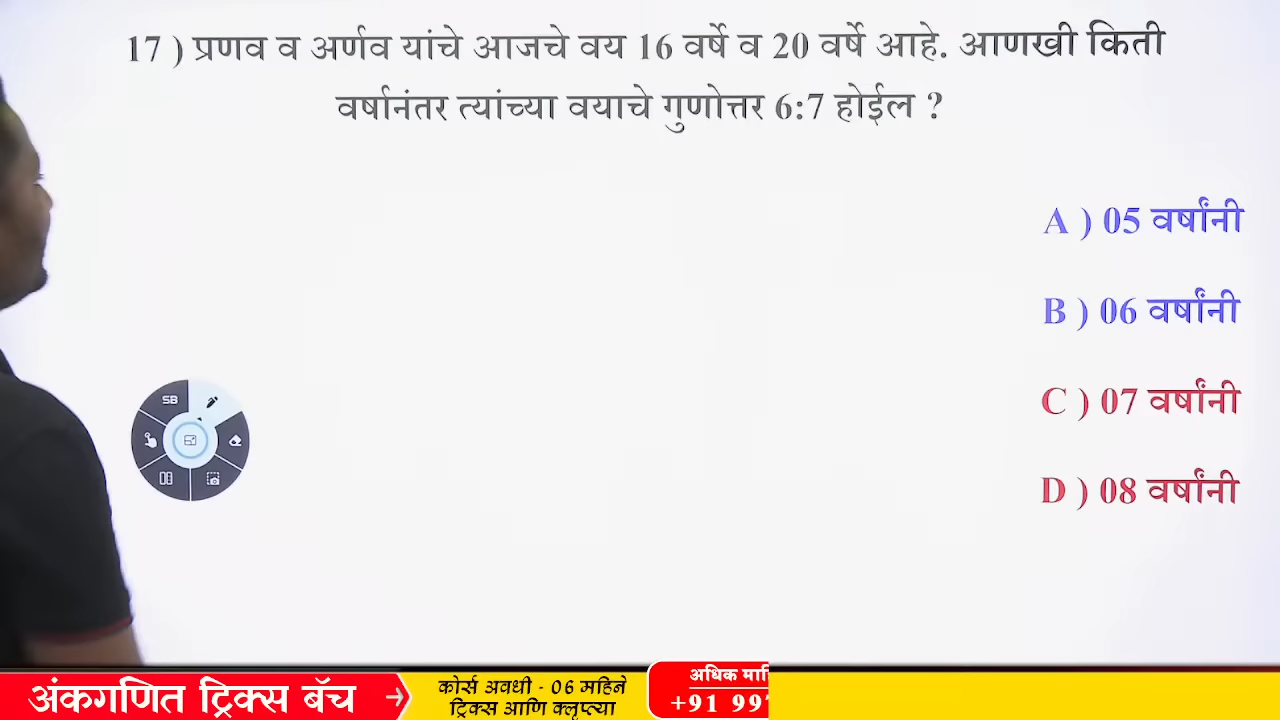 17 ) प्रणव व अर्णव यांचे आजचे वय 16 वर्षे व 20 वर्षे आहे. आणखी किती
वर्षानंतर त्यांच्या वयाचे गुणोत्तर 6:7 होईल ?
A ) 05 वर्षांनी
B ) 06 वर्षांनी
C ) 07 वर्षांनी
D ) 08 वर्षांनी
SB
अंकगणित ट्रिक्स बॅच
कोर्स अवधी - 06 महिने
ट्रिक्स आणि क्लृप्त्या
अधिक
+91 99